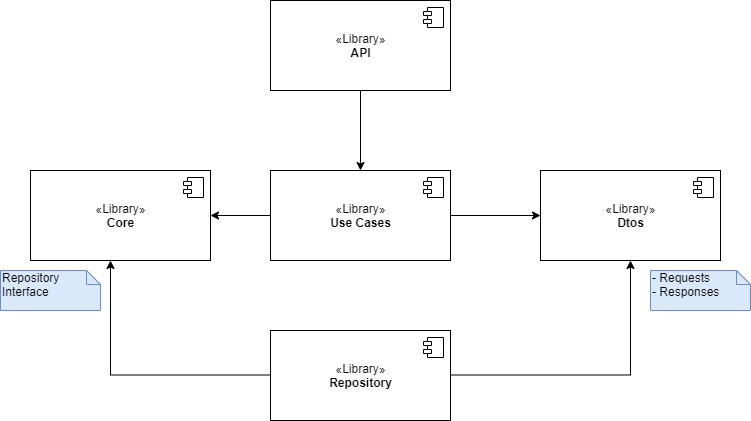 «Library»
API
«Library»
Core
«Library»
Use Cases
«Library»
Dtos
Repository
Interface
- Requests
- Responses
«Library»
Repository